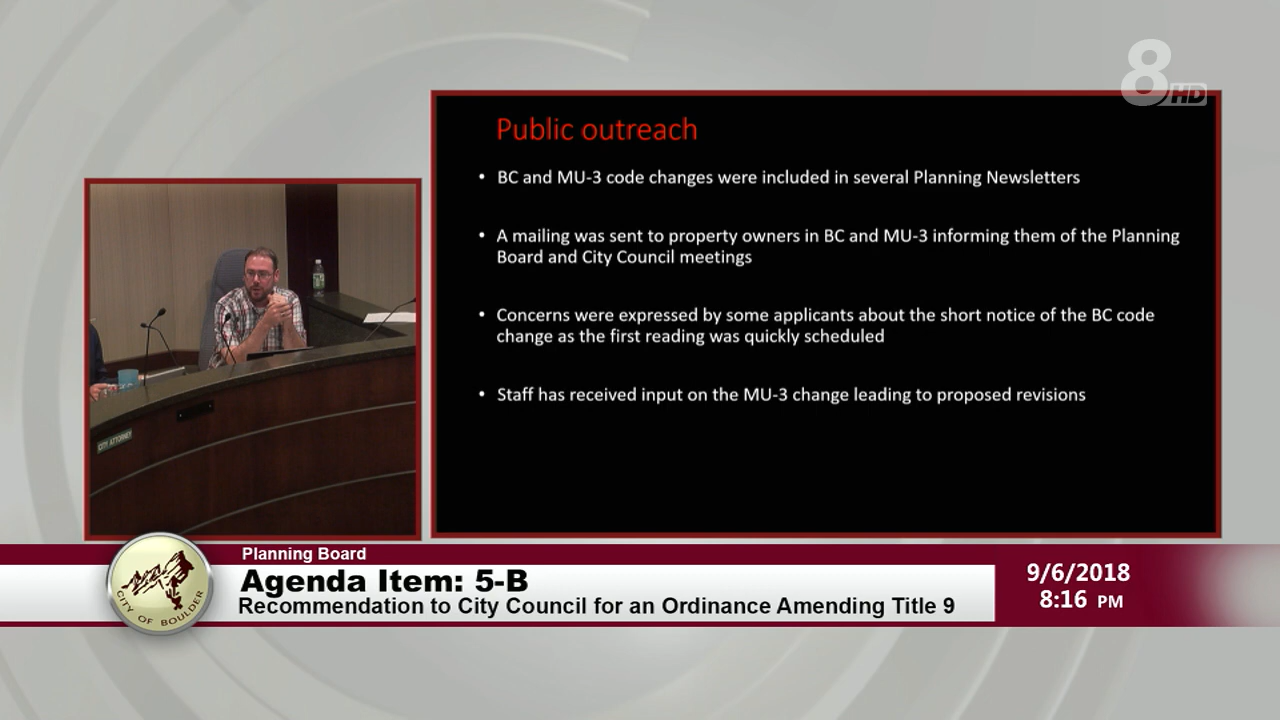 8HD
Public outreach
• BC and MU-3 code changes were included in several Planning Newsletters
• A mailing was sent to property owners in BC and MU-3 informing them of the Planning
Board and City Council meetings
• Concerns were expressed by some applicants about the short notice of the BC code
change as the first reading was quickly scheduled
• Staff has received input on the MU-3 change leading to proposed revisions
CITY ATTORNEY
Planning Board
Agenda Item: 5-B
Recommendation to City Council for an Ordinance Amending Title 9
CITY OF BOULDER
9/6/2018
8:16 PM